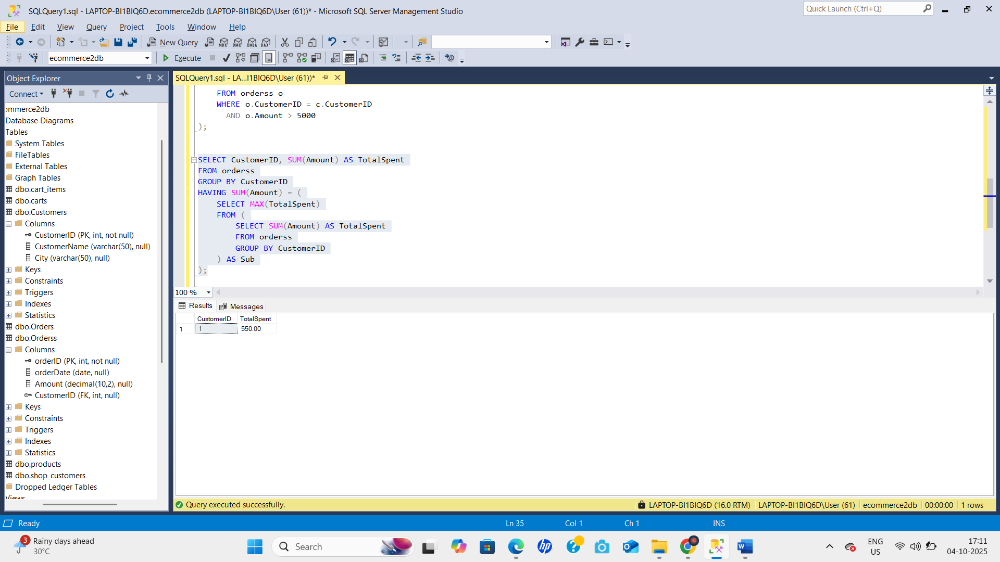 SQLQuery1.sql - LAPTOP-BI1BIQ6D.ecommerce2db (LAPTOP-BI1BIQ6D\User (61))* - Microsoft SQL Server Management Studio
Quick Launch (Ctrl+Q)
File Edit View Query Project Tools Window Help
New Query MDX DMX XMLA DAX
ecommerce2db Execute
Object Explorer
Connect
ommerce2db
Database Diagrams
Tables
System Tables
FileTables
External Tables
Graph Tables
dbo.cart_items
dbo.carts
dbo.Customers
Columns
CustomerID (PK, int, not null)
CustomerName (varchar(50), null)
City (varchar(50), null)
Keys
Constraints
Triggers
Indexes
Statistics
dbo.Orders
dbo.Orderss
Columns
orderID (PK, int, not null)
orderDate (date, null)
Amount (decimal(10,2), null)
CustomerID (FK, int, null)
Keys
Constraints
Triggers
Indexes
Statistics
dbo.products
dbo.shop_customers
Dropped Ledger Tables
Views
SQLQuery1.sql - LA...I1BIQ6D\User (61))*
FROM orderss o
WHERE o.CustomerID = c.CustomerID
AND o.Amount > 5000
);
SELECT CustomerID, SUM(Amount) AS TotalSpent
FROM orderss
GROUP BY CustomerID
HAVING SUM(Amount) = (
SELECT MAX(TotalSpent)
FROM (
SELECT SUM(Amount) AS TotalSpent
FROM orderss
GROUP BY CustomerID
) AS Sub
);
100 %
Results Messages
CustomerID TotalSpent
1 1 550.00
Query executed successfully. LAPTOP-BI1BIQ6D (16.0 RTM) LAPTOP-BI1BIQ6D\User (61) ecommerce2db 00:00:00 1 rows
Ready Ln 35 Col 1 Ch 1 INS
3 Rainy days ahead
30°C
Search
hp
ENG
US
17:11
04-10-2025